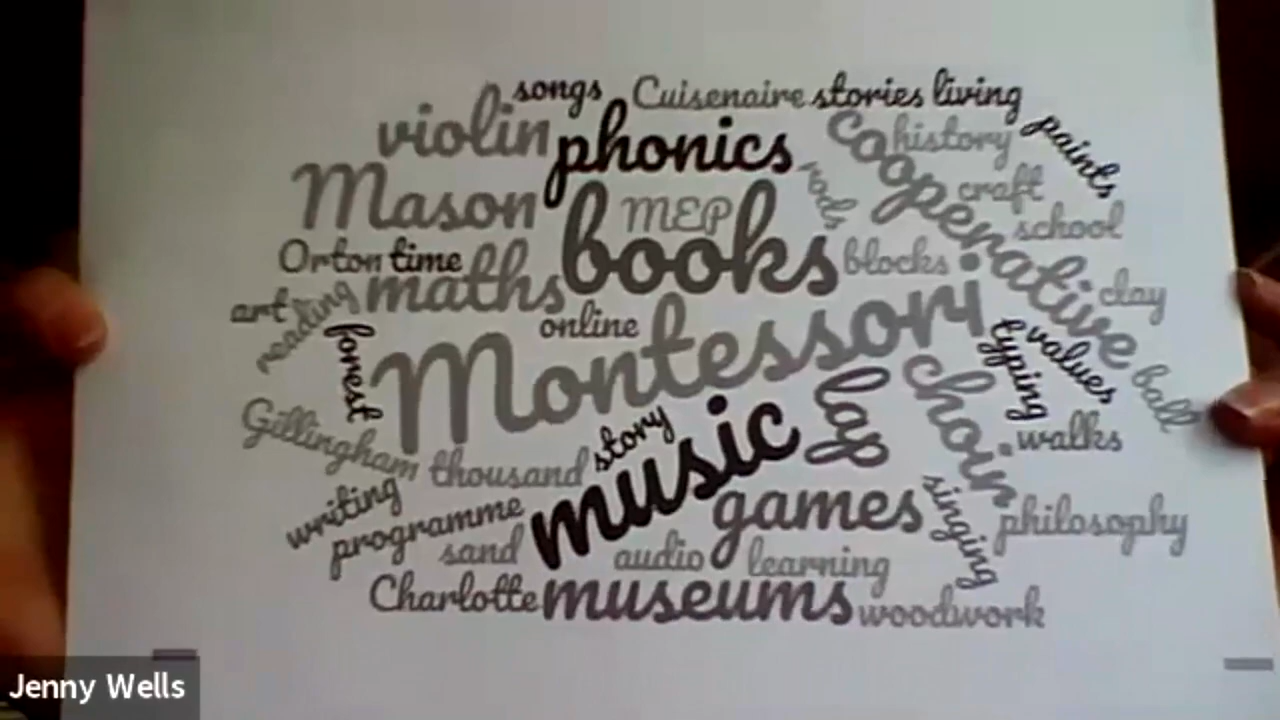 songs Cuisenaire stories living
violin phonics cooperative history paints
Mason MEP rods craft
school
books
Orton time blocks
maths clay
art reading online
Montessori values
forest typing ball
lap choir
Gillingham story walks
thousand music
writing games singing philosophy
programme
sand audio learning
Charlotte museums woodwork
Jenny Wells